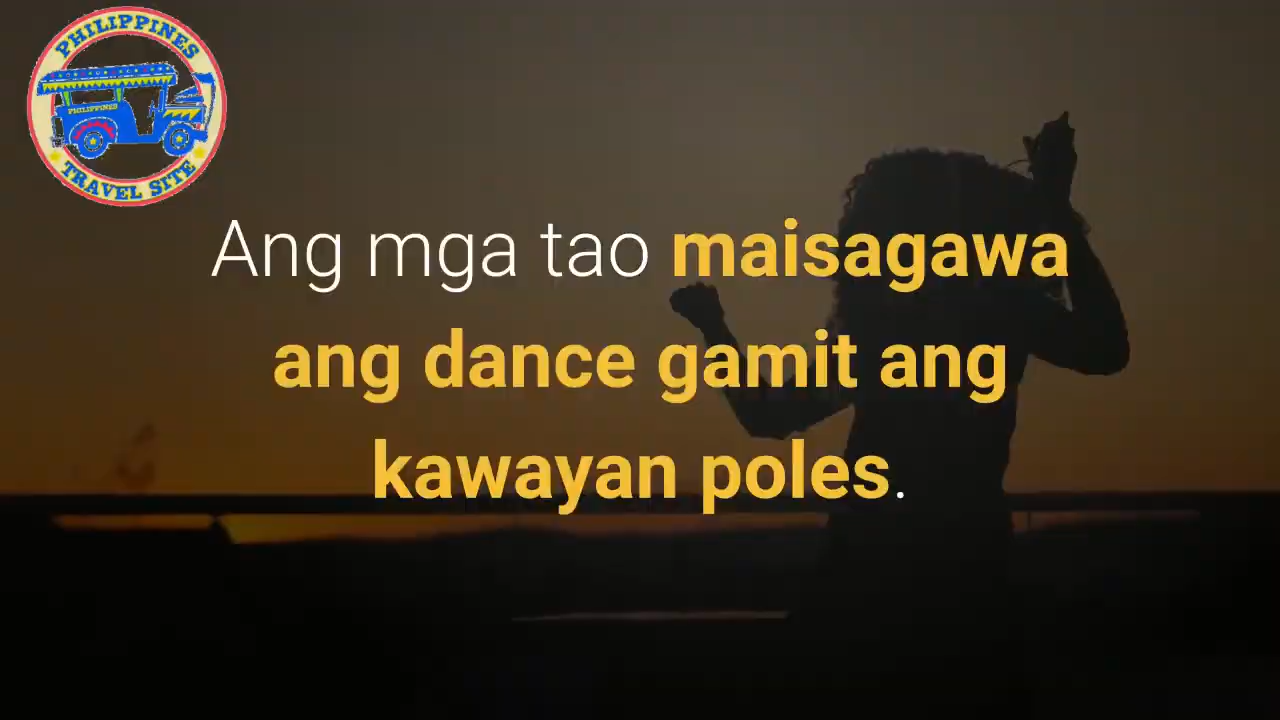 PHILIPPINES
PHILIPPINES
TRAVEL SITE
Ang mga tao maisagawa
ang dance gamit ang
kawayan poles.